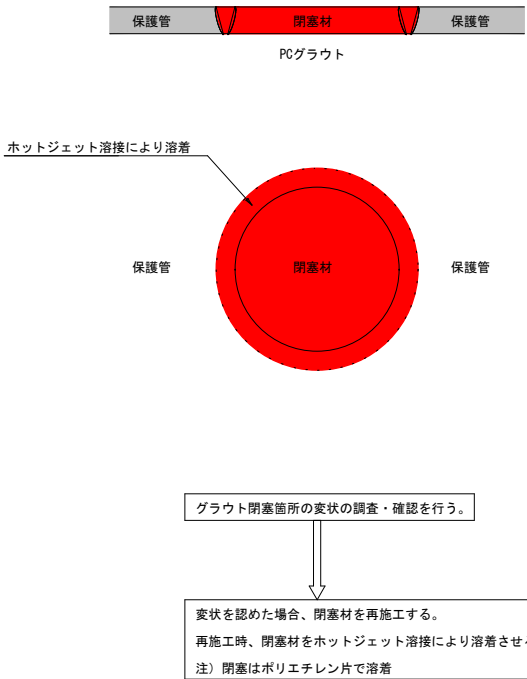 保護管 閉塞材 保護管
PCグラウト
ホットジェット溶接により溶着
保護管 閉塞材 保護管
グラウト閉塞箇所の変状の調査・確認を行う。
変状を認めた場合、閉塞材を再施工する。
再施工時、閉塞材をホットジェット溶接により溶着させ
注）閉塞はポリエチレン片で溶着